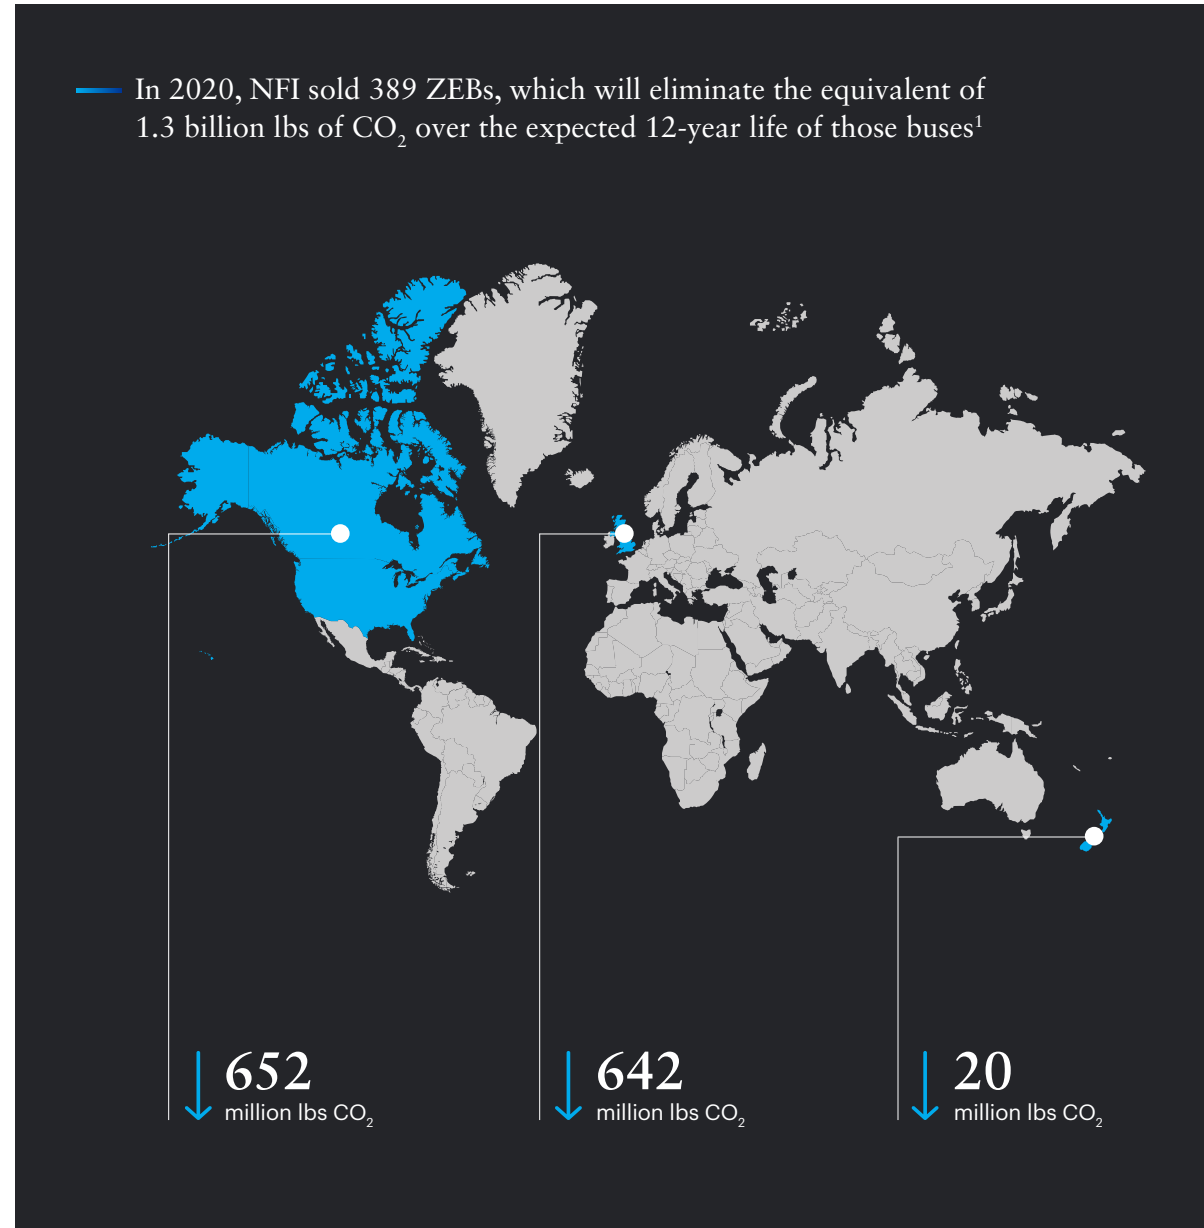 In 2020, NFI sold 389 ZEBs, which will eliminate the equivalent of
1.3 billion lbs of CO₂ over the expected 12-year life of those buses¹
652
million lbs CO₂
642
million lbs CO₂
20
million lbs CO₂